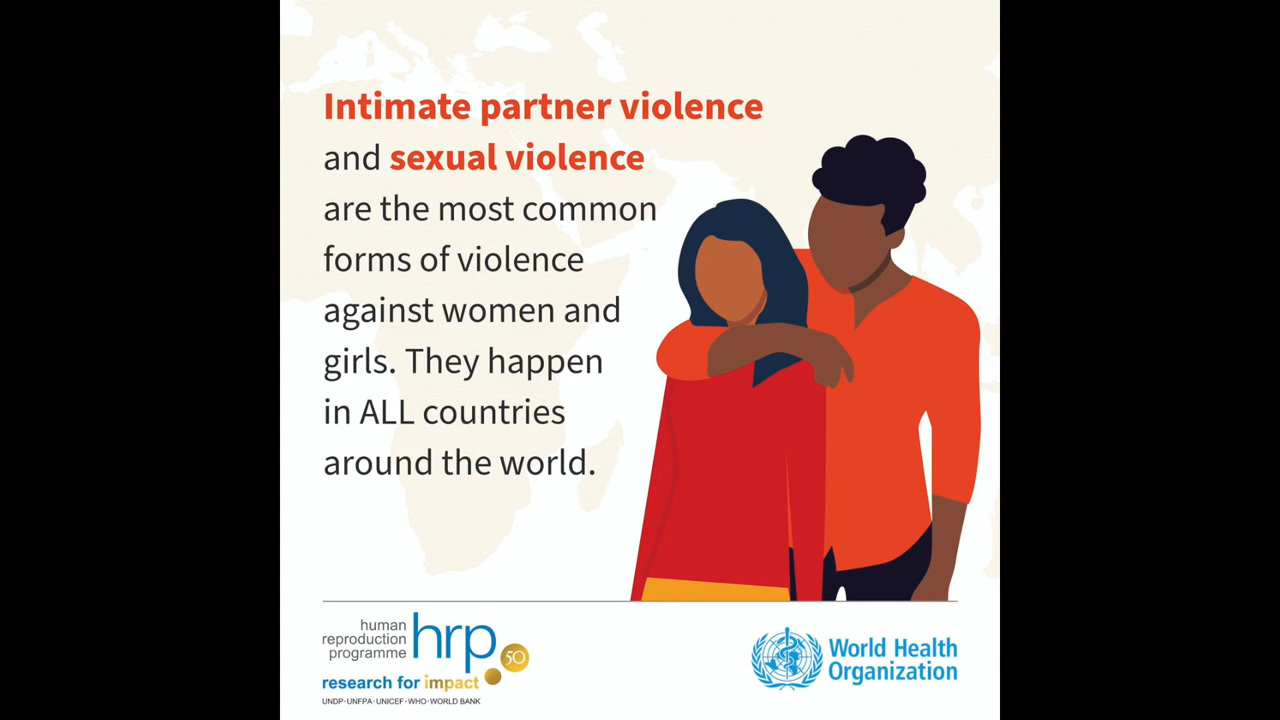 Intimate partner violence
and sexual violence
are the most common
forms of violence
against women and
girls. They happen
in ALL countries
around the world.
human
reproduction
programme
hrp
50
research for impact
UNDP·UNFPA·UNICEF·WHO·WORLD BANK
World Health
Organization